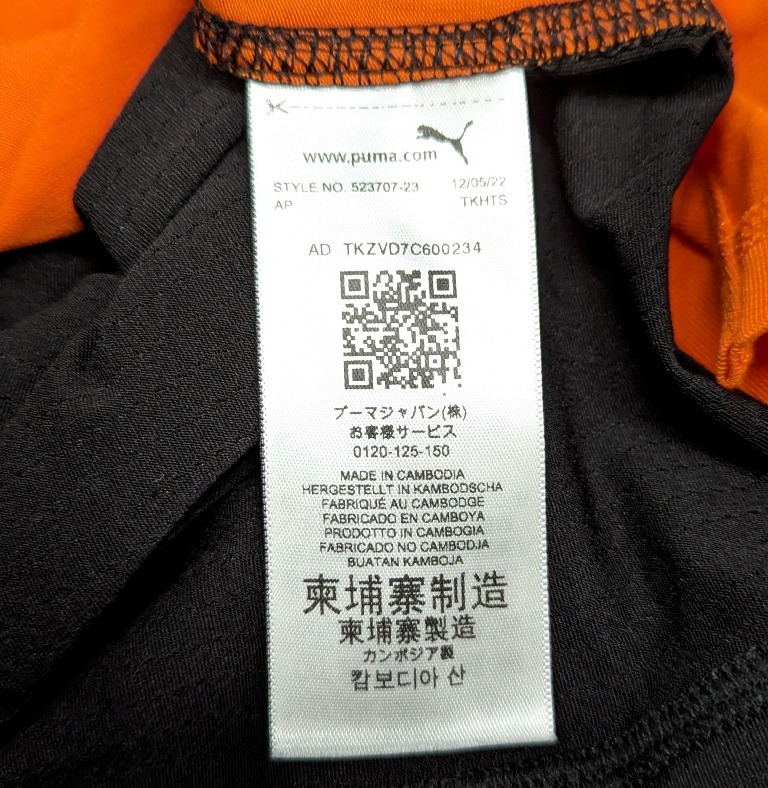 www.puma.com
STYLE NO. 523707-23 12/05/22
AP TKHTS
AD TKZVD7C600234
プーマジャパン(株)
お客様サービス
0120-125-150
MADE IN CAMBODIA
HERGESTELLT IN KAMBODSCHA
FABRIQUÉ AU CAMBODGE
FABRICADO EN CAMBOYA
PRODOTTO IN CAMBOGIA
FABRICADO NO CAMBODJA
BUATAN KAMBOJA
柬埔寨制造
柬埔寨製造
カンボジア製
캄보디아 산